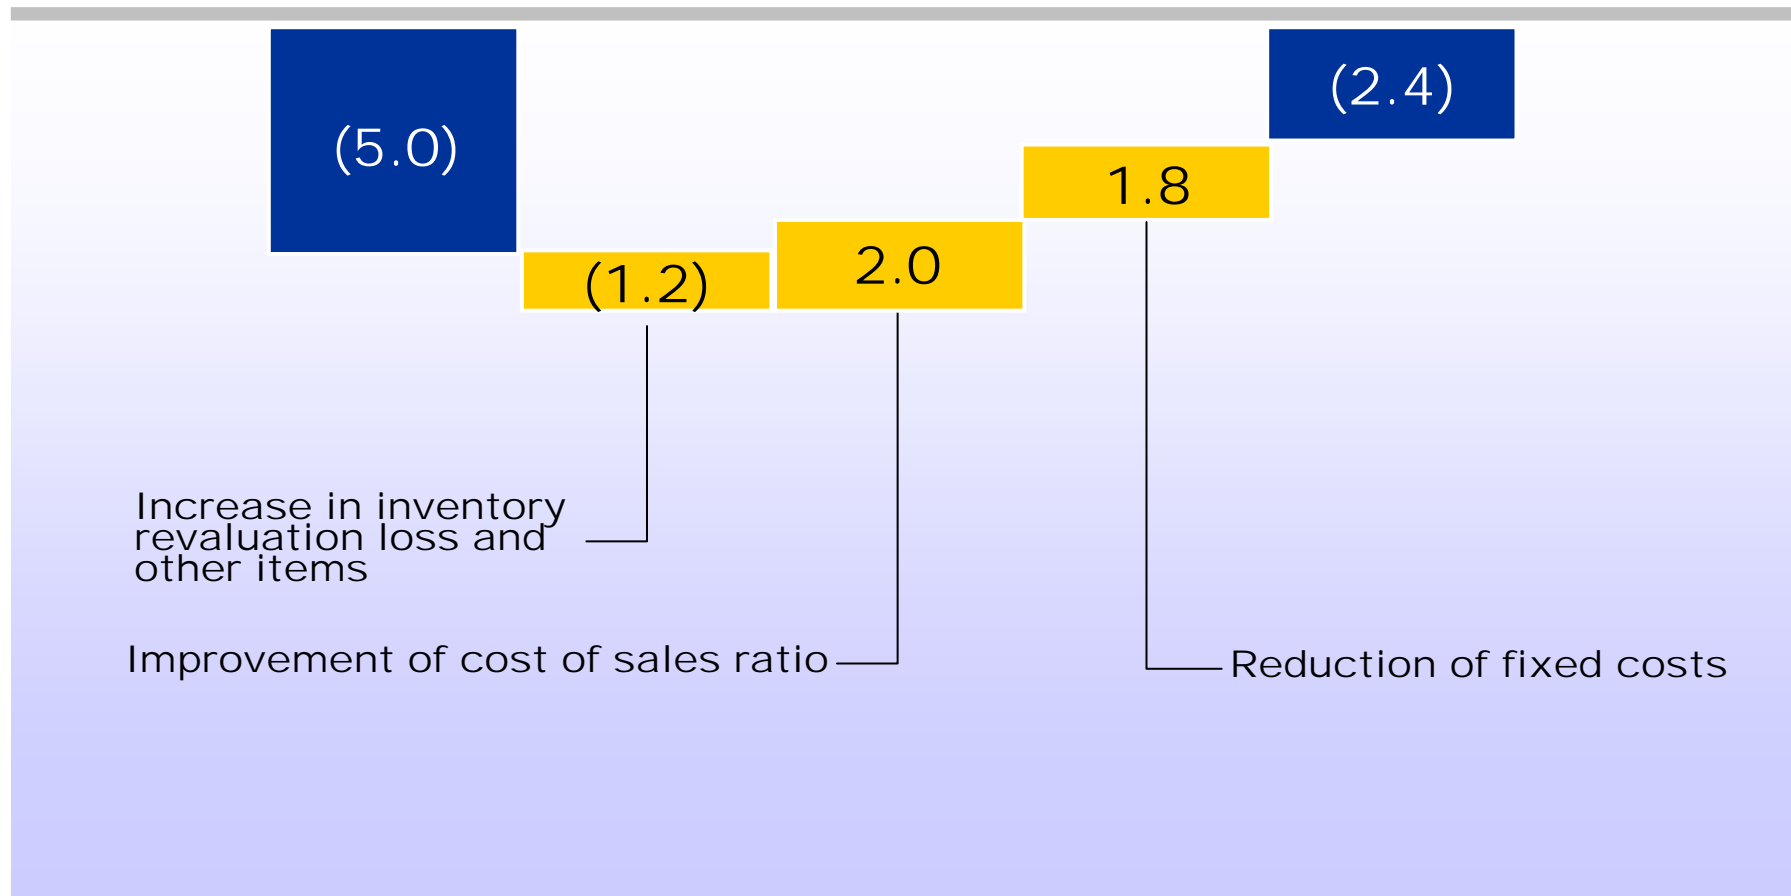 (5.0)
(1.2)
2.0
1.8
(2.4)
Increase in inventory
revaluation loss and
other items
Improvement of cost of sales ratio
Reduction of fixed costs